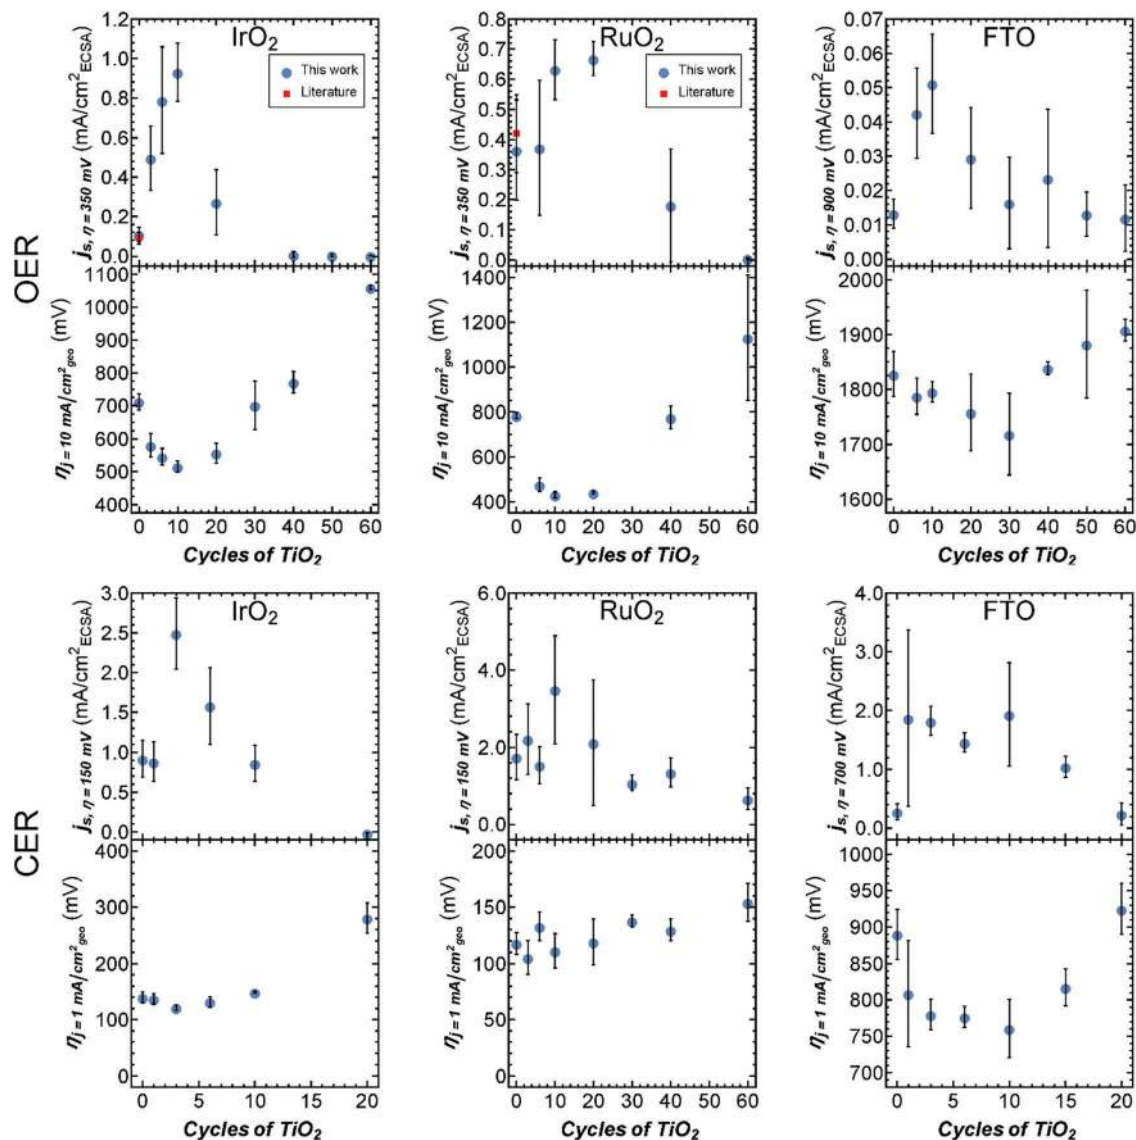 OER
IrO2
j_s, η = 350 mV (mA/cm²ECSA)
1.2
1.0
0.8
0.6
0.4
0.2
0.0
This work
Literature
η_j = 10 mA/cm²geo (mV)
1100
1000
900
800
700
600
500
400
0 10 20 30 40 50 60
Cycles of TiO2
RuO2
j_s, η = 350 mV (mA/cm²ECSA)
0.8
0.7
0.6
0.5
0.4
0.3
0.2
0.1
0.0
This work
Literature
η_j = 10 mA/cm²geo (mV)
1400
1200
1000
800
600
400
0 10 20 30 40 50 60
Cycles of TiO2
FTO
j_s, η = 900 mV (mA/cm²ECSA)
0.07
0.06
0.05
0.04
0.03
0.02
0.01
0.00
η_j = 10 mA/cm²geo (mV)
2000
1900
1800
1700
1600
0 10 20 30 40 50 60
Cycles of TiO2
CER
IrO2
j_s, η = 150 mV (mA/cm²ECSA)
3.0
2.5
2.0
1.5
1.0
0.5
0.0
η_j = 1 mA/cm²geo (mV)
400
300
200
100
0
0 5 10 15 20
Cycles of TiO2
RuO2
j_s, η = 150 mV (mA/cm²ECSA)
6.0
4.0
2.0
0.0
η_j = 1 mA/cm²geo (mV)
200
150
100
50
0
0 10 20 30 40 50 60
Cycles of TiO2
FTO
j_s, η = 700 mV (mA/cm²ECSA)
4.0
3.0
2.0
1.0
0.0
η_j = 1 mA/cm²geo (mV)
1000
950
900
850
800
750
700
0 5 10 15 20
Cycles of TiO2